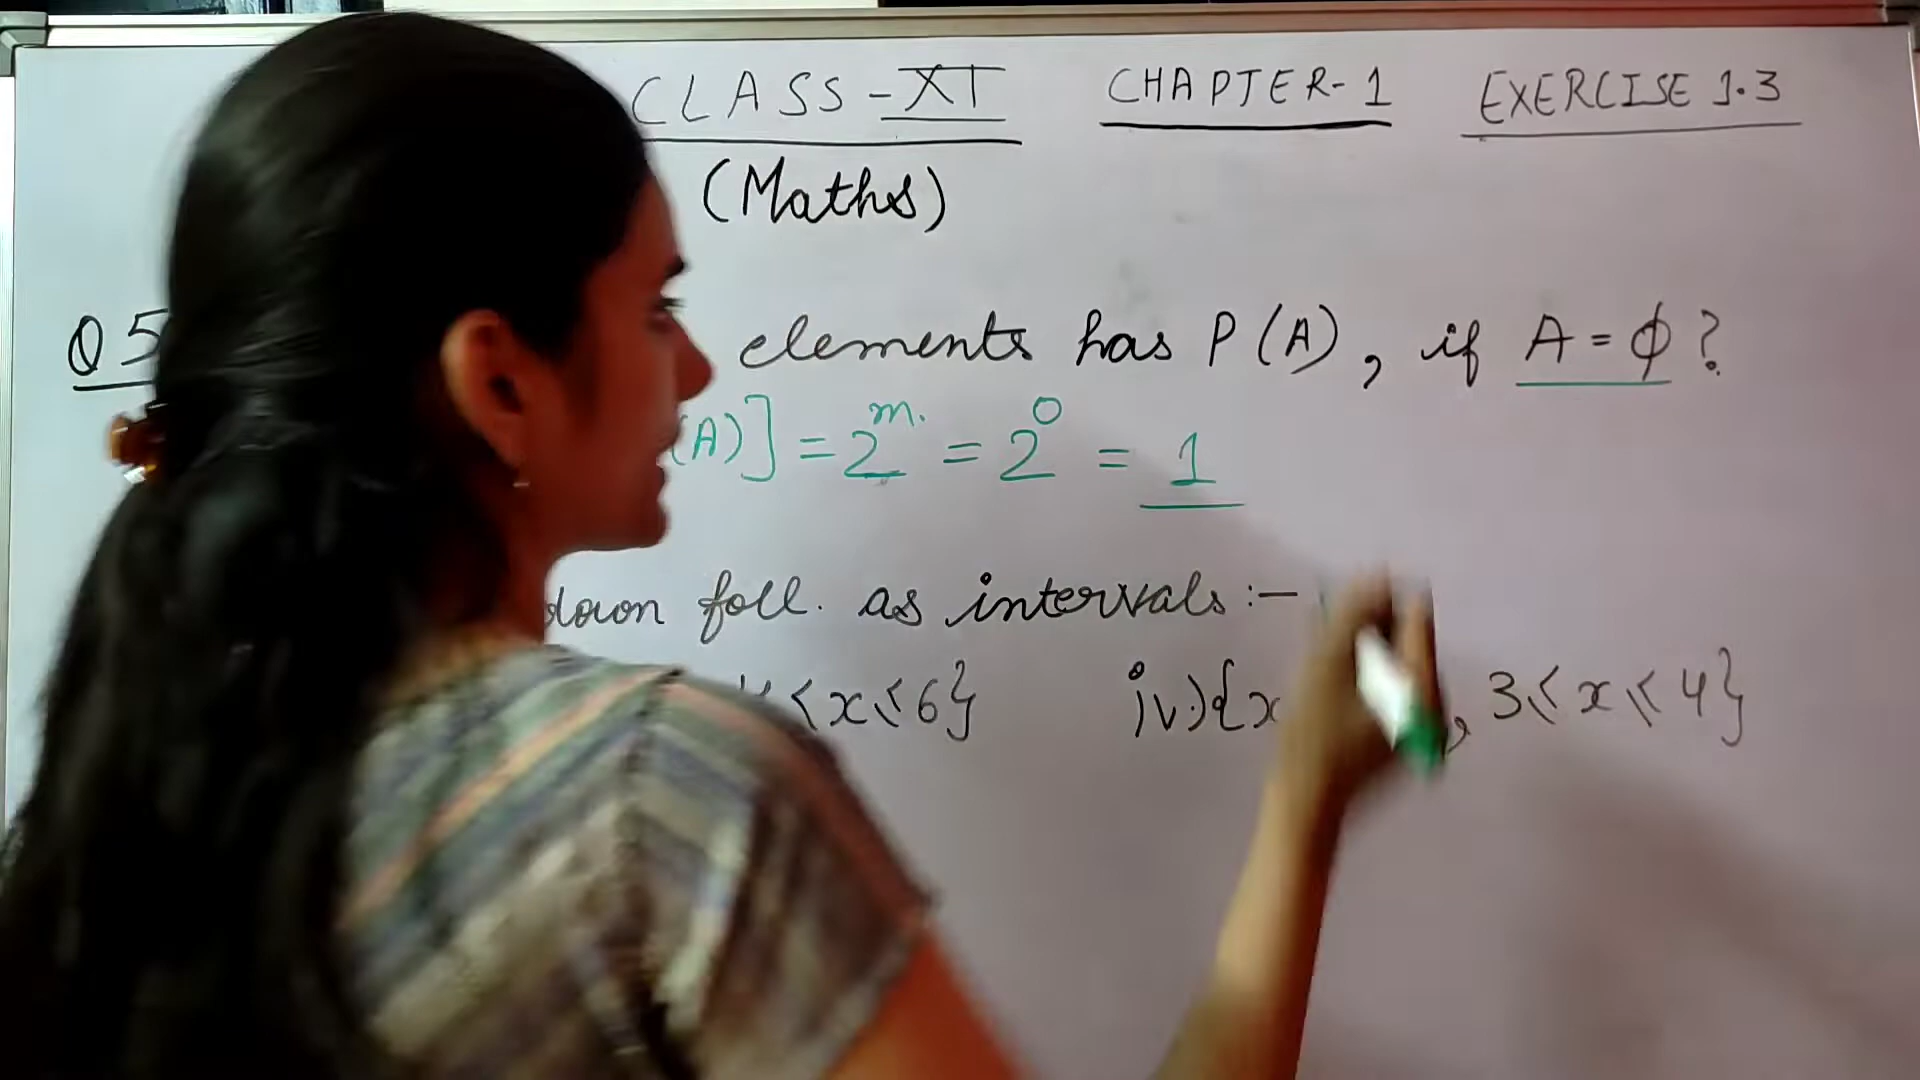 CLASS-XI CHAPTER-1 EXERCISE 1.3
(Maths)
Q5 elements has P(A), if A = ϕ?
(A)] = 2^m. = 2^0 = 1
down foll. as intervals :-
<x⩽6} iv){x , 3⩽x⩽4}